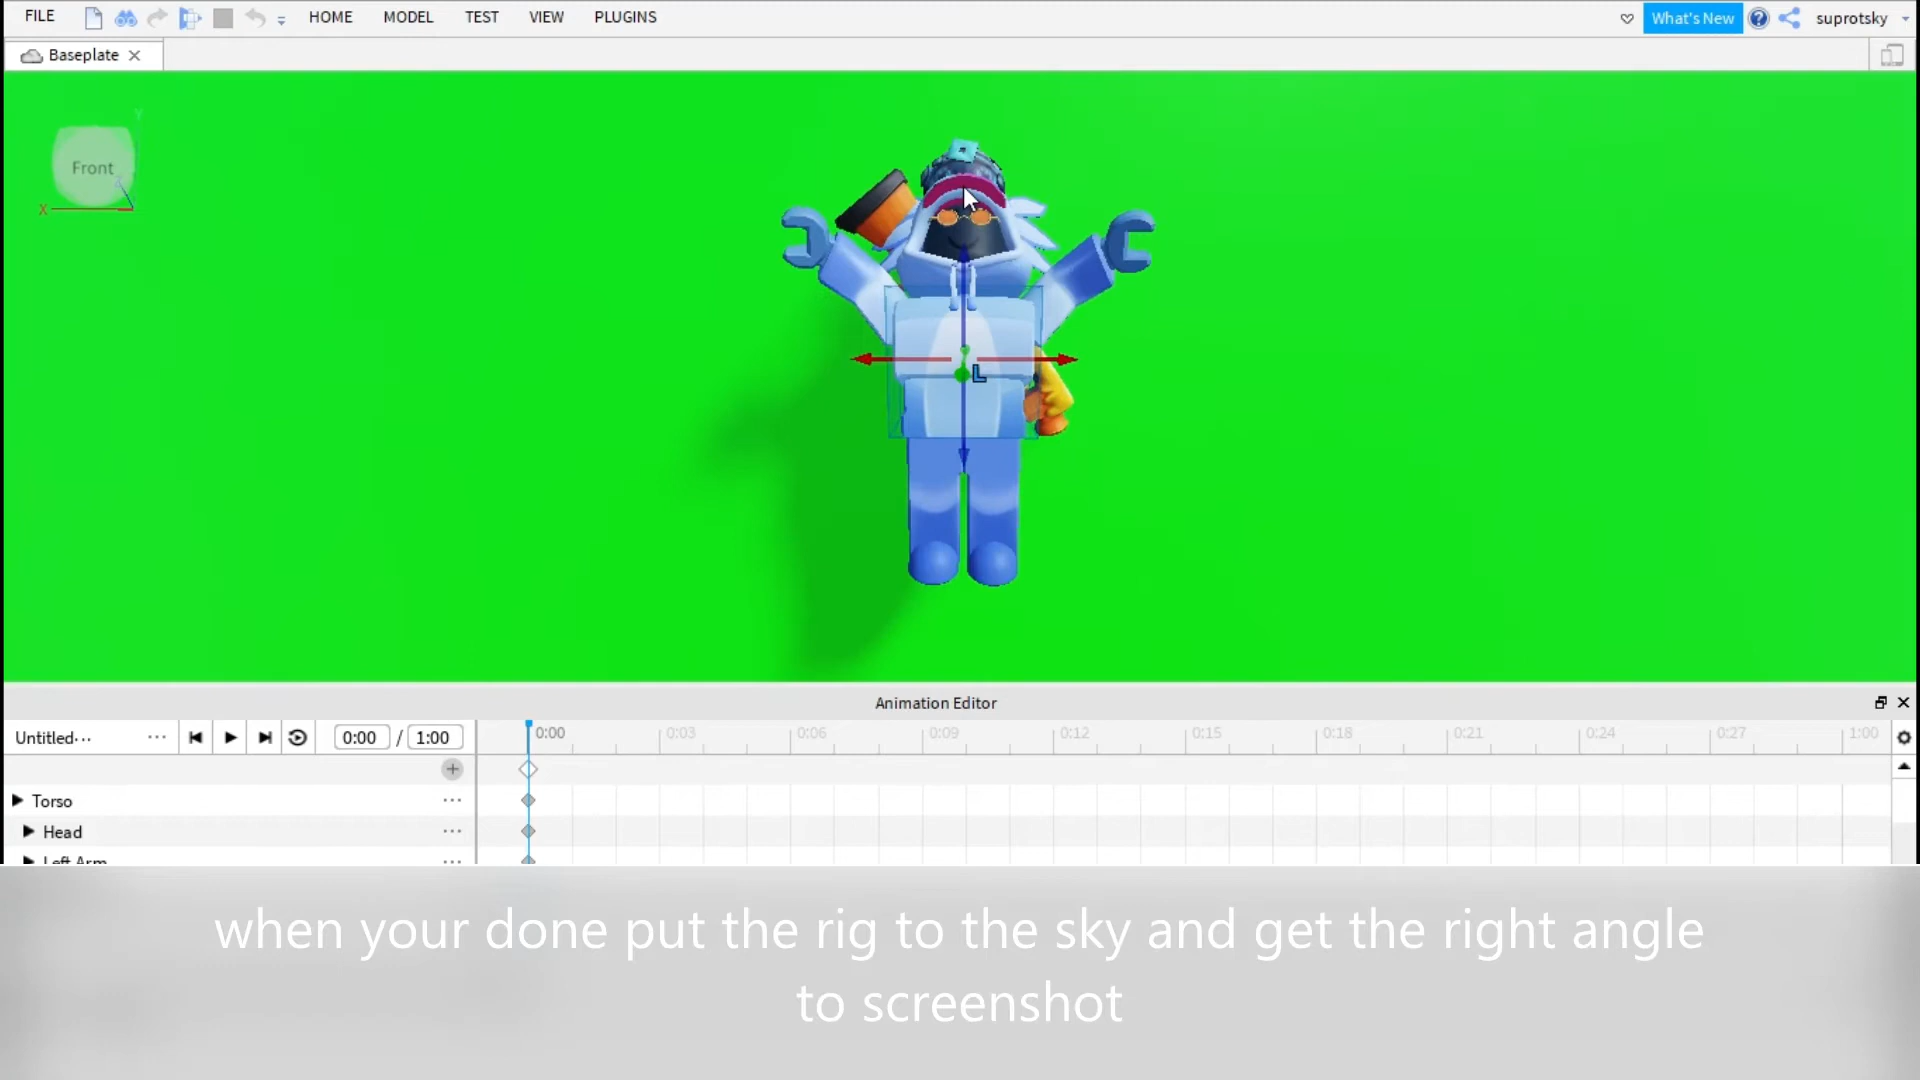 FILE HOME MODEL TEST VIEW PLUGINS What's New suprotsky
Baseplate
Front
X
Y
L
Animation Editor
Untitled... 0:00 / 1:00 0:00 0:03 0:06 0:09 0:12 0:15 0:18 0:21 0:24 0:27 1:00
Torso
Head
Left Arm
when your done put the rig to the sky and get the right angle
to screenshot